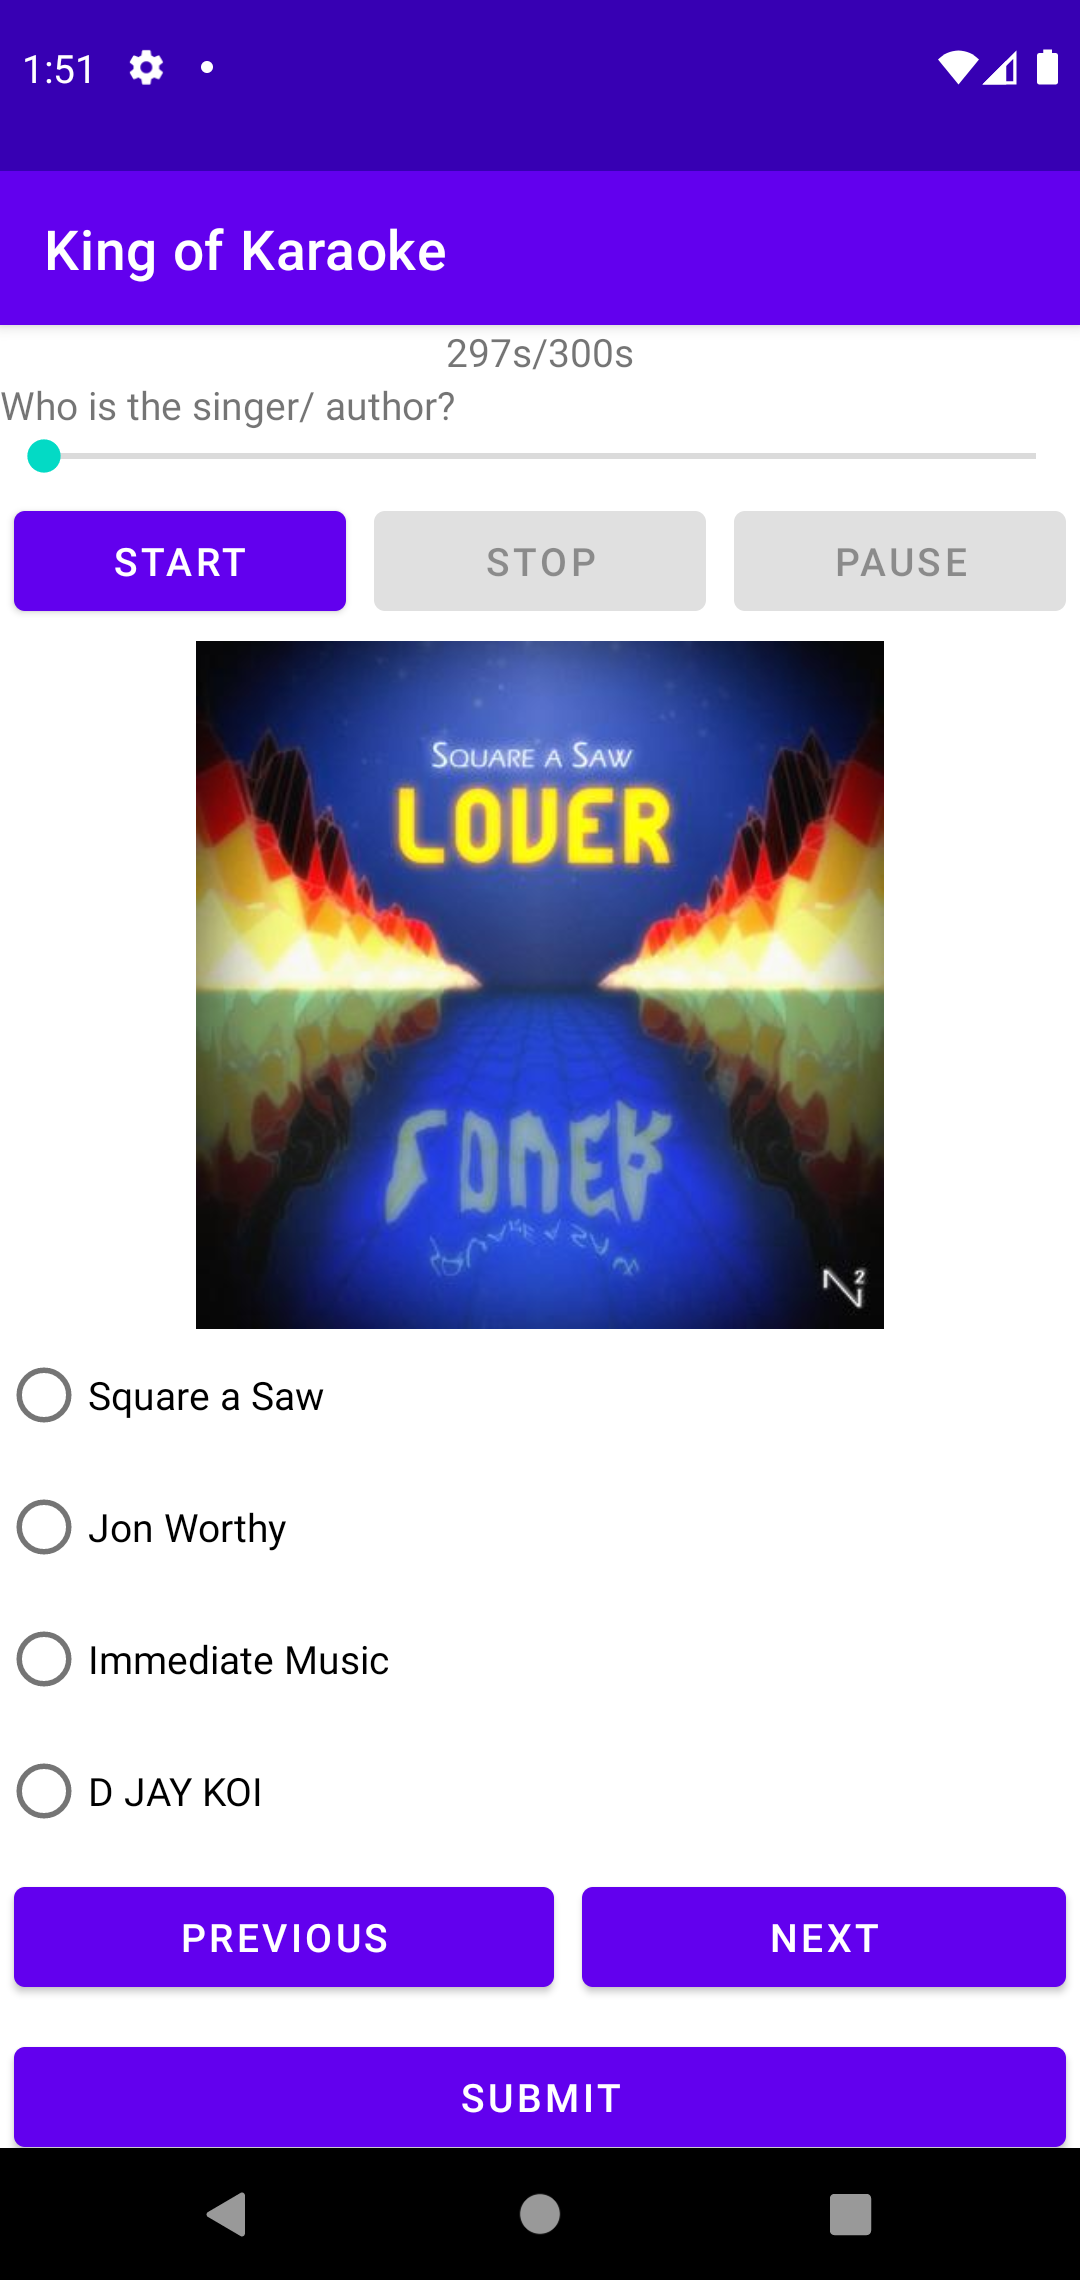 1:51
King of Karaoke
297s/300s
Who is the singer/ author?
START
STOP
PAUSE
SQUARE A SAW
LOVER
N²
Square a Saw
Jon Worthy
Immediate Music
D JAY KOI
PREVIOUS
NEXT
SUBMIT